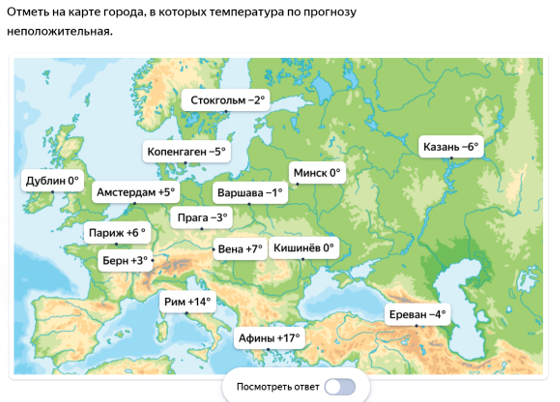 Отметь на карте города, в которых температура по прогнозу
неположительная.
Стокгольм −2°
Копенгаген −5°
Казань −6°
Минск 0°
Дублин 0°
Амстердам +5°
Варшава −1°
Прага −3°
Париж +6 °
Вена +7°
Кишинёв 0°
Берн +3°
Рим +14°
Ереван −4°
Афины +17°
Посмотреть ответ